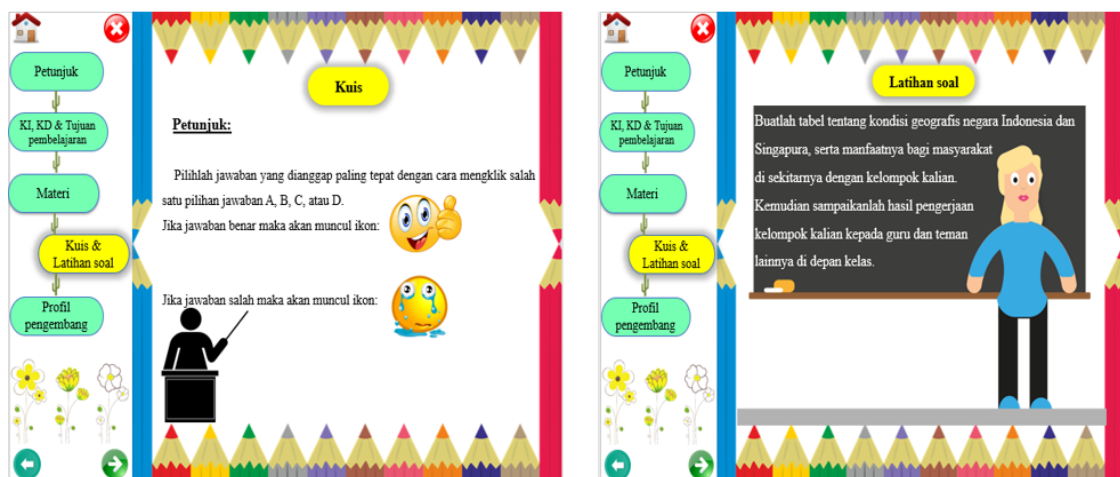 Petunjuk
KI, KD & Tujuan
pembelajaran
Materi
Kuis &
Latihan soal
Profil
pengembang
Kuis
Petunjuk:
Pilihlah jawaban yang dianggap paling tepat dengan cara mengklik salah
satu pilihan jawaban A, B, C, atau D.
Jika jawaban benar maka akan muncul ikon:
Jika jawaban salah maka akan muncul ikon:
Petunjuk
KI, KD & Tujuan
pembelajaran
Materi
Kuis &
Latihan soal
Profil
pengembang
Latihan soal
Buatlah tabel tentang kondisi geografis negara Indonesia dan
Singapura, serta manfaatnya bagi masyarakat
di sekitarnya dengan kelompok kalian.
Kemudian sampaikanlah hasil pengerjaan
kelompok kalian kepada guru dan teman
lainnya di depan kelas.